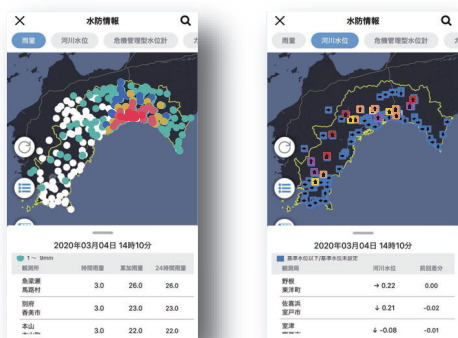 水防情報
雨量 河川水位 危機管理型水位計
2020年03月04日 14時10分
1～ 9mm
観測所 時間雨量 累加雨量 24時間雨量
魚梁瀬
馬路村 3.0 26.0 26.0
別府
香美市 3.0 23.0 23.0
本山 3.0 22.0 22.0
水防情報
雨量 河川水位 危機管理型水位計
2020年03月04日 14時10分
基準水位以下/基準水位未設定
観測局 河川水位 前回差分
野根
東洋町 → 0.22 0.00
佐喜浜
室戸市 ↓ 0.21 -0.02
室津 ↓ -0.08 -0.01